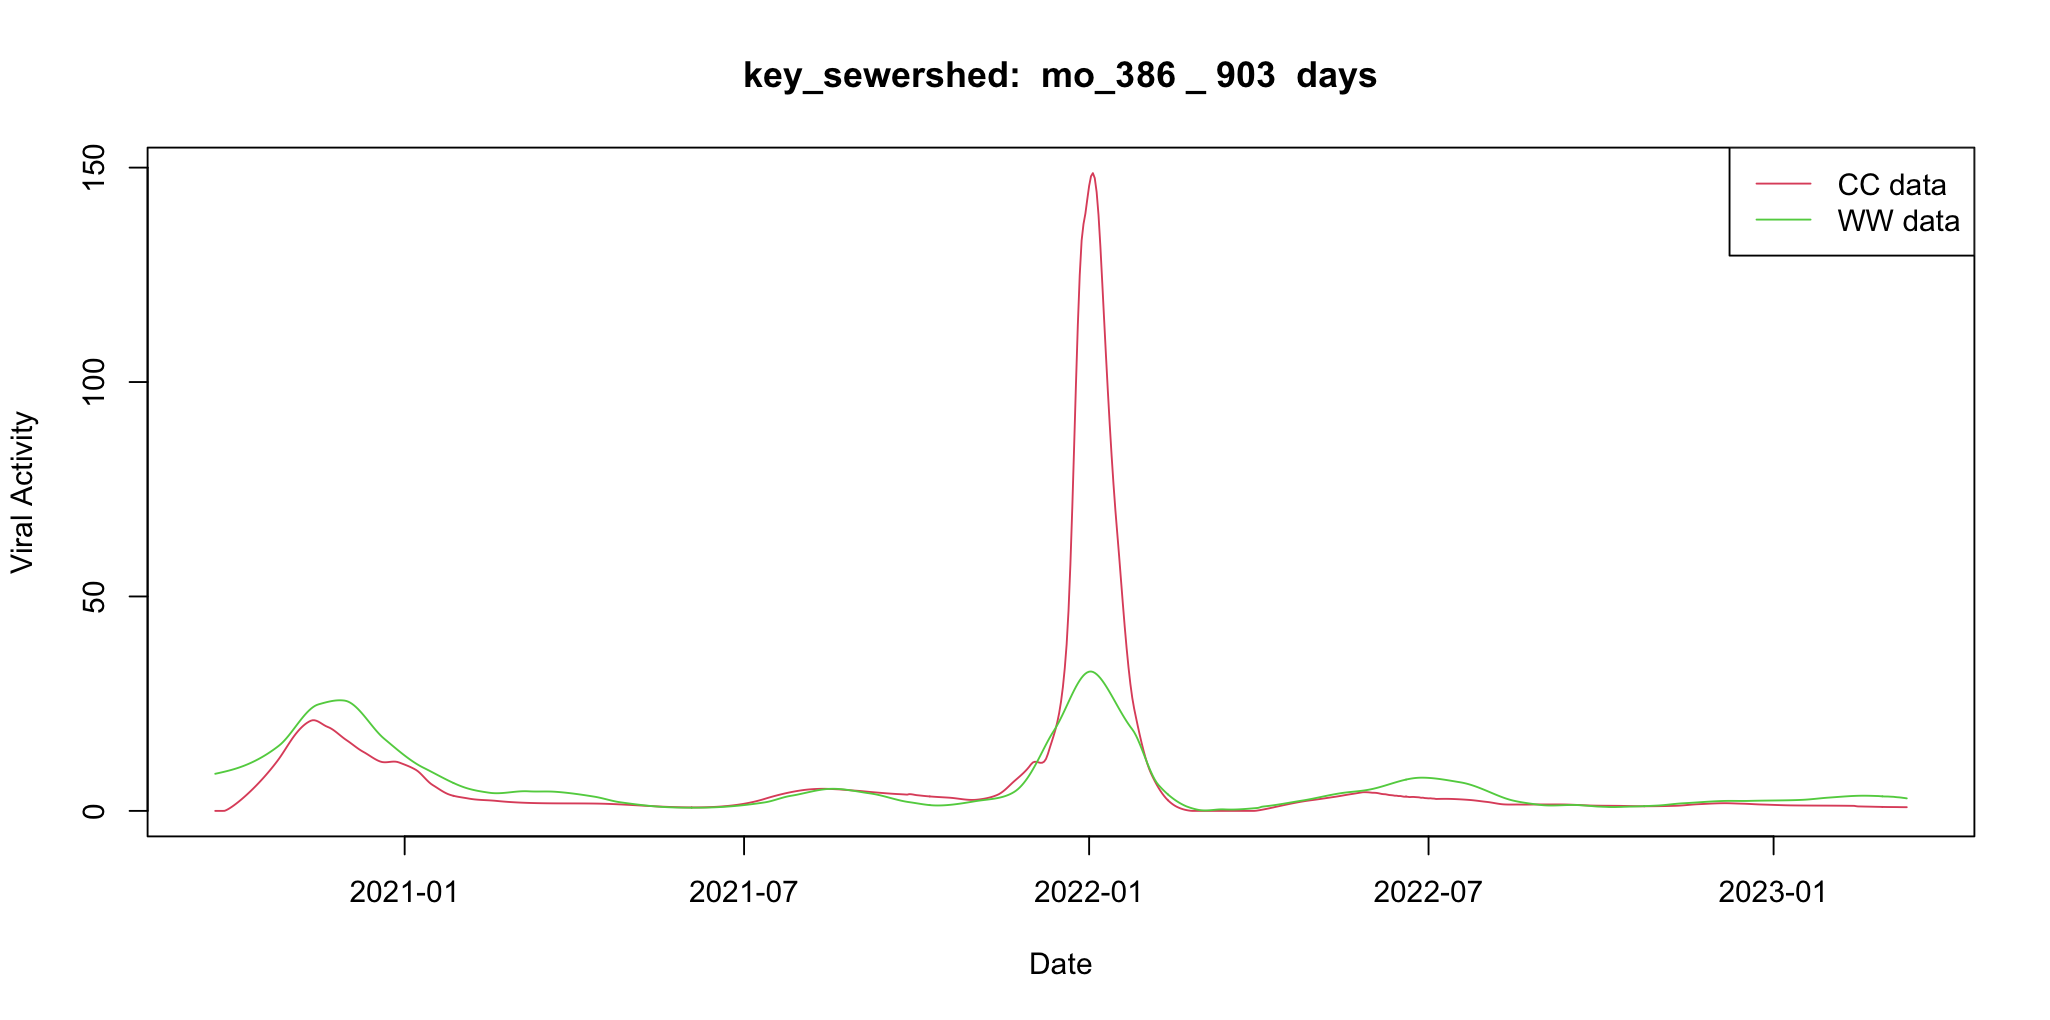 key_sewershed:  mo_386 _ 903  days
150
100
50
0
Viral Activity
CC data
WW data
2021-01
2021-07
2022-01
2022-07
2023-01
Date